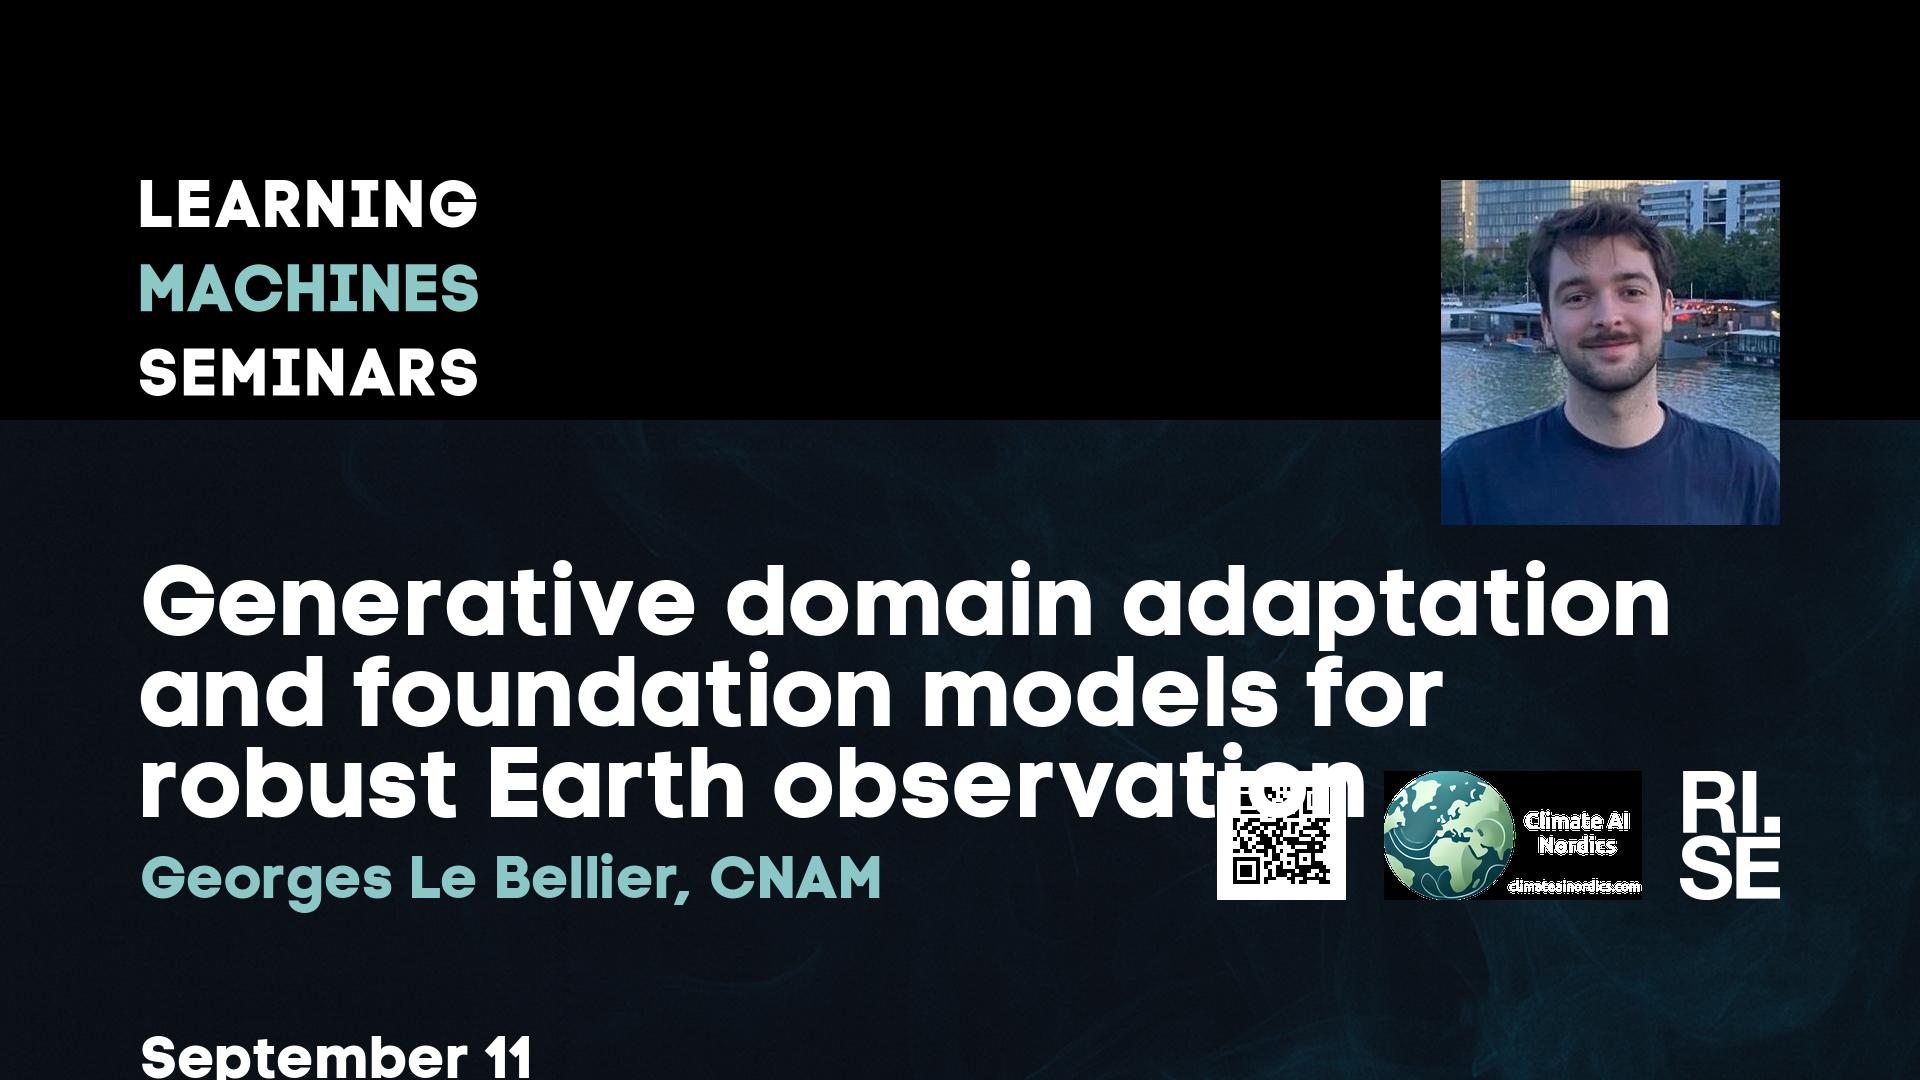 LEARNING
MACHINES
SEMINARS
Generative domain adaptation
and foundation models for
robust Earth observation
Georges Le Bellier, CNAM
Climate AI
Nordics
climateainordics.com
RI.
SE
September 11